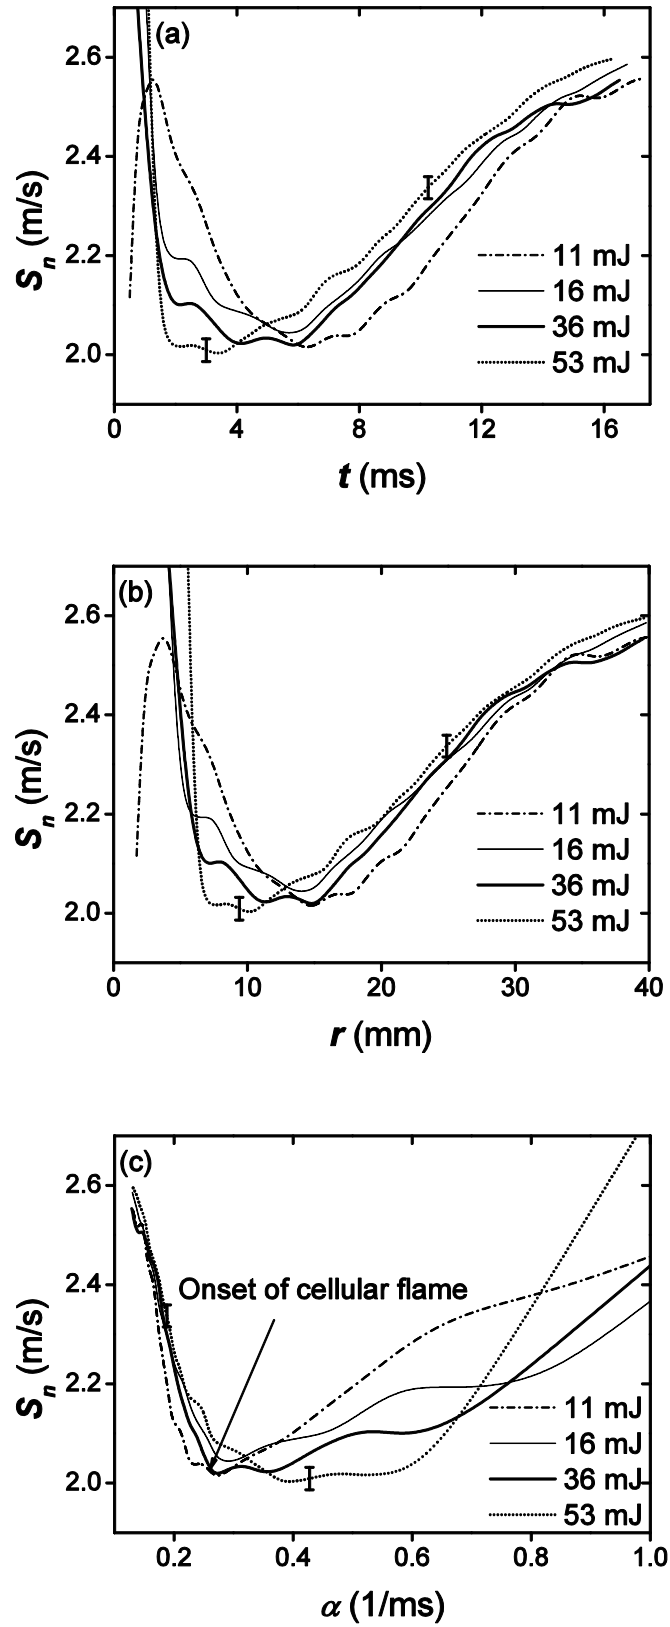 (a)
2.6
2.4
2.2
2.0
Sn (m/s)
11 mJ
16 mJ
36 mJ
53 mJ
0 4 8 12 16
t (ms)
(b)
2.6
2.4
2.2
2.0
Sn (m/s)
11 mJ
16 mJ
36 mJ
53 mJ
0 10 20 30 40
r (mm)
(c)
2.6
2.4
2.2
2.0
Sn (m/s)
Onset of cellular flame
11 mJ
16 mJ
36 mJ
53 mJ
0.2 0.4 0.6 0.8 1.0
α (1/ms)